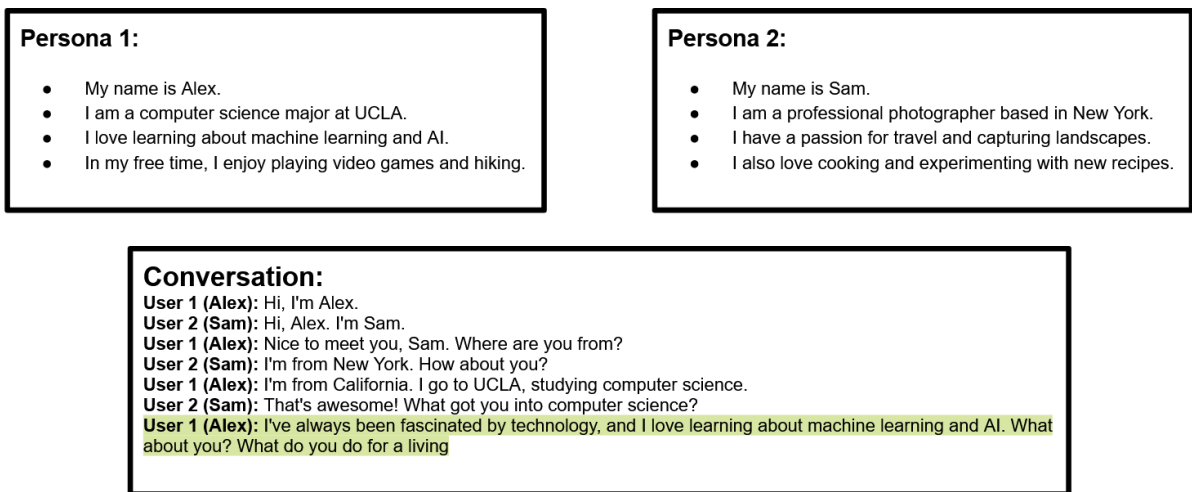 Persona 1:
● My name is Alex.
● I am a computer science major at UCLA.
● I love learning about machine learning and AI.
● In my free time, I enjoy playing video games and hiking.
Persona 2:
● My name is Sam.
● I am a professional photographer based in New York.
● I have a passion for travel and capturing landscapes.
● I also love cooking and experimenting with new recipes.
Conversation:
User 1 (Alex): Hi, I'm Alex.
User 2 (Sam): Hi, Alex. I'm Sam.
User 1 (Alex): Nice to meet you, Sam. Where are you from?
User 2 (Sam): I'm from New York. How about you?
User 1 (Alex): I'm from California. I go to UCLA, studying computer science.
User 2 (Sam): That's awesome! What got you into computer science?
User 1 (Alex): I've always been fascinated by technology, and I love learning about machine learning and AI. What
about you? What do you do for a living